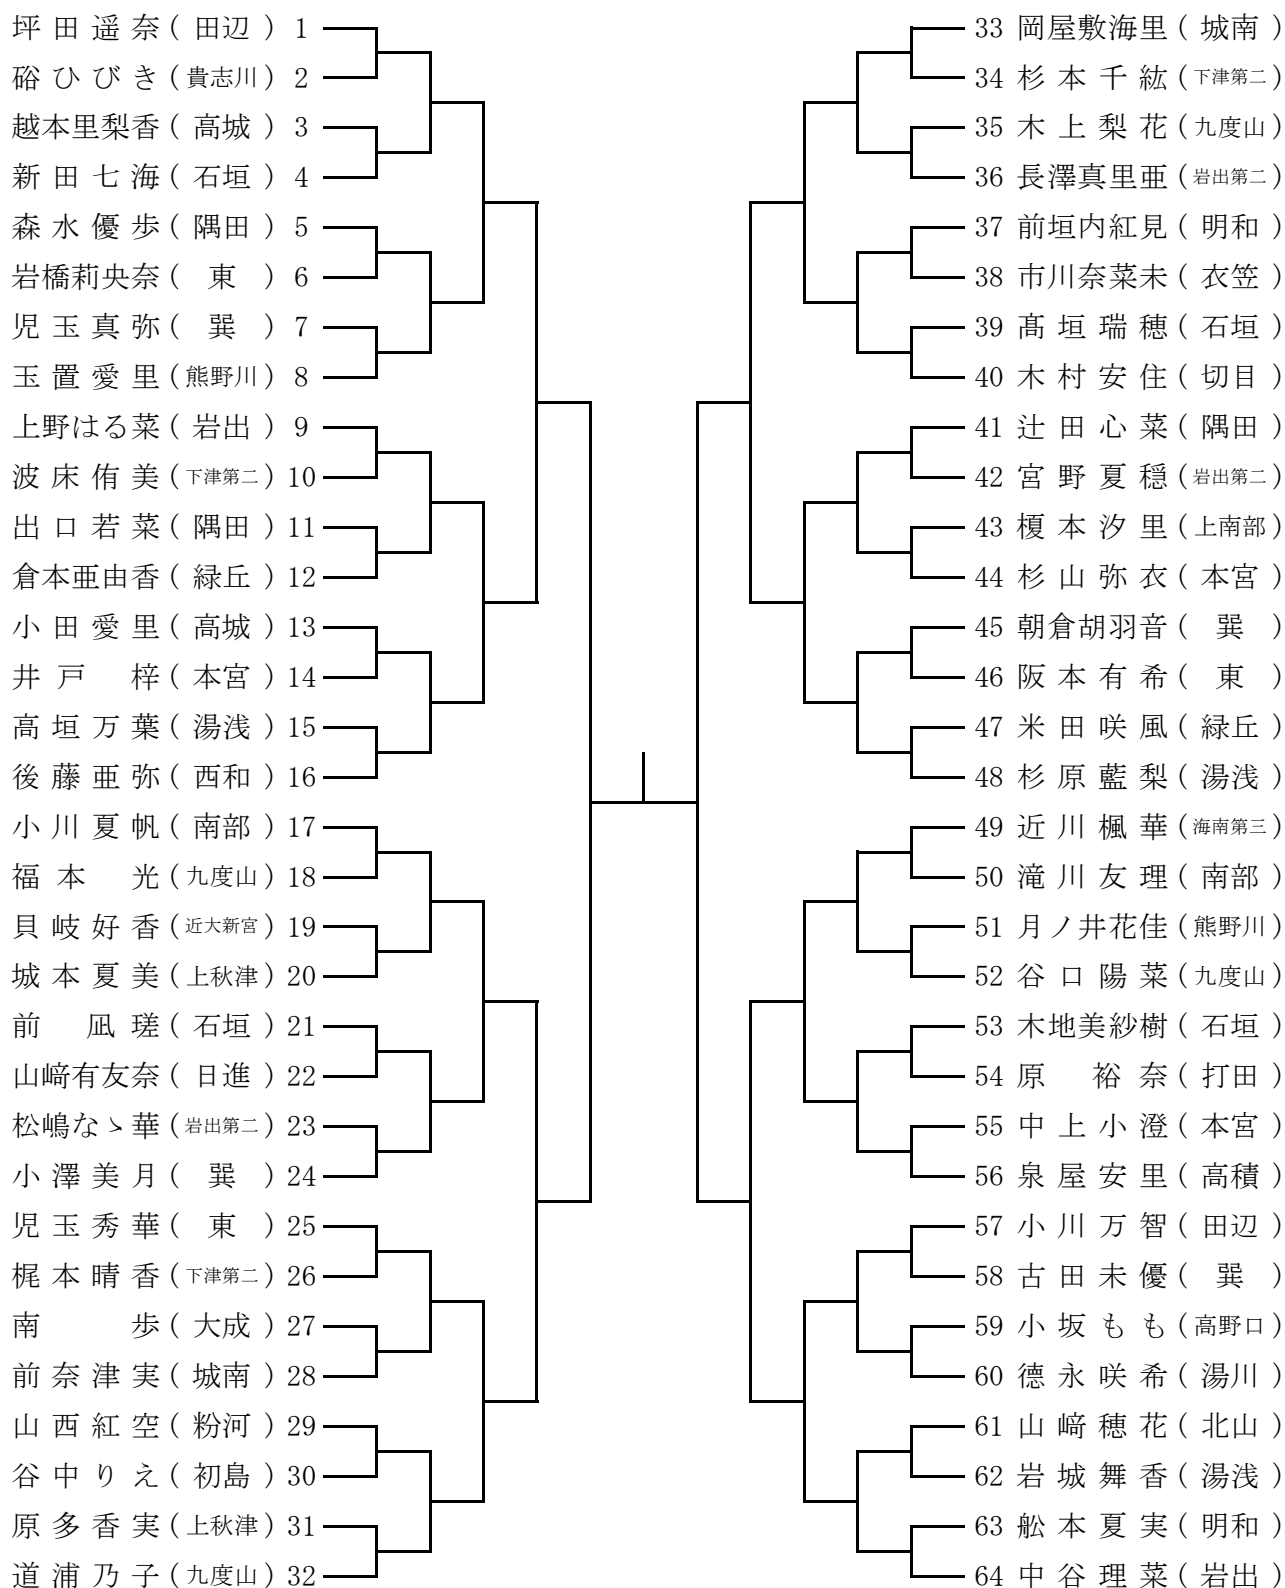 坪田遥奈(田辺)1
硲ひびき(貴志川)2
越本里梨香(高城)3
新田七海(石垣)4
森水優歩(隅田)5
岩橋莉央奈(東)6
児玉真弥(巽)7
玉置愛里(熊野川)8
上野はる菜(岩出)9
波床侑美(下津第二)10
出口若菜(隅田)11
倉本亜由香(緑丘)12
小田愛里(高城)13
井戸梓(本宮)14
高垣万葉(湯浅)15
後藤亜弥(西和)16
小川夏帆(南部)17
福本光(九度山)18
貝岐好香(近大新宮)19
城本夏美(上秋津)20
前凪瑳(石垣)21
山﨑有友奈(日進)22
松嶋なゝ華(岩出第二)23
小澤美月(巽)24
児玉秀華(東)25
梶本晴香(下津第二)26
南歩(大成)27
前奈津実(城南)28
山西紅空(粉河)29
谷中りえ(初島)30
原多香実(上秋津)31
道浦乃子(九度山)32
33 岡屋敷海里(城南)
34 杉本千紘(下津第二)
35 木上梨花(九度山)
36 長澤真里亜(岩出第二)
37 前垣内紅見(明和)
38 市川奈菜未(衣笠)
39 髙垣瑞穂(石垣)
40 木村安住(切目)
41 辻田心菜(隅田)
42 宮野夏穏(岩出第二)
43 榎本汐里(上南部)
44 杉山弥衣(本宮)
45 朝倉胡羽音(巽)
46 阪本有希(東)
47 米田咲風(緑丘)
48 杉原藍梨(湯浅)
49 近川楓華(海南第三)
50 滝川友理(南部)
51 月ノ井花佳(熊野川)
52 谷口陽菜(九度山)
53 木地美紗樹(石垣)
54 原裕奈(打田)
55 中上小澄(本宮)
56 泉屋安里(高積)
57 小川万智(田辺)
58 古田未優(巽)
59 小坂もも(高野口)
60 德永咲希(湯川)
61 山﨑穂花(北山)
62 岩城舞香(湯浅)
63 舩本夏実(明和)
64 中谷理菜(岩出)